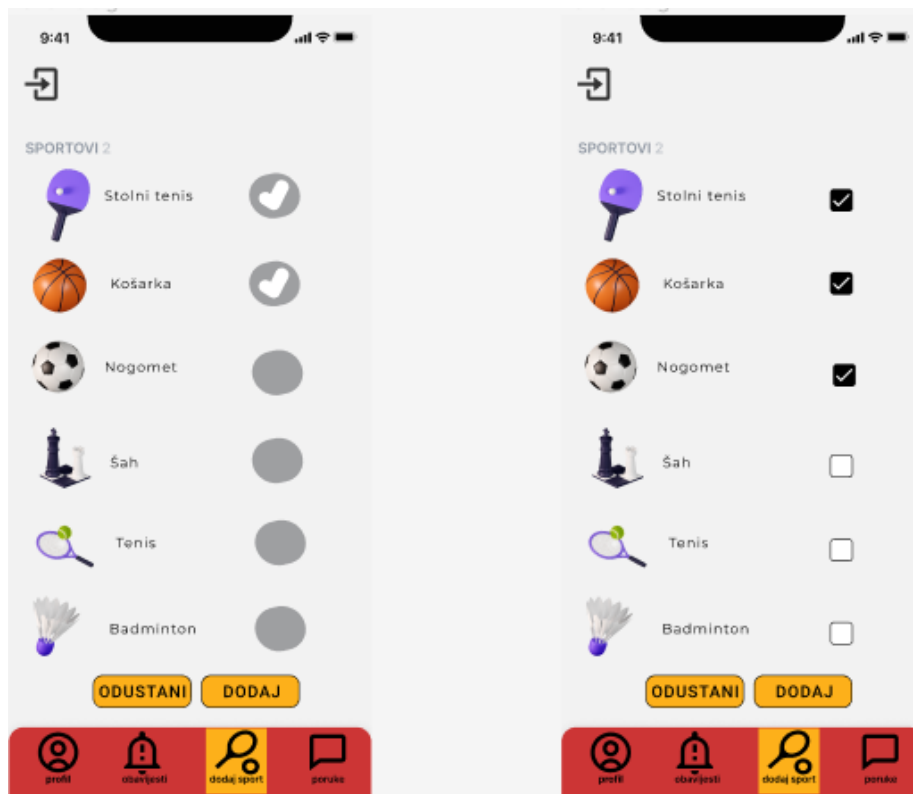 9:41
SPORTOVI 2
Stolni tenis
Košarka
Nogomet
Šah
Tenis
Badminton
ODUSTANI DODAJ
profil obavijesti dodaj sport poruke
9:41
SPORTOVI 2
Stolni tenis
Košarka
Nogomet
Šah
Tenis
Badminton
ODUSTANI DODAJ
profil obavijesti dodaj sport poruke